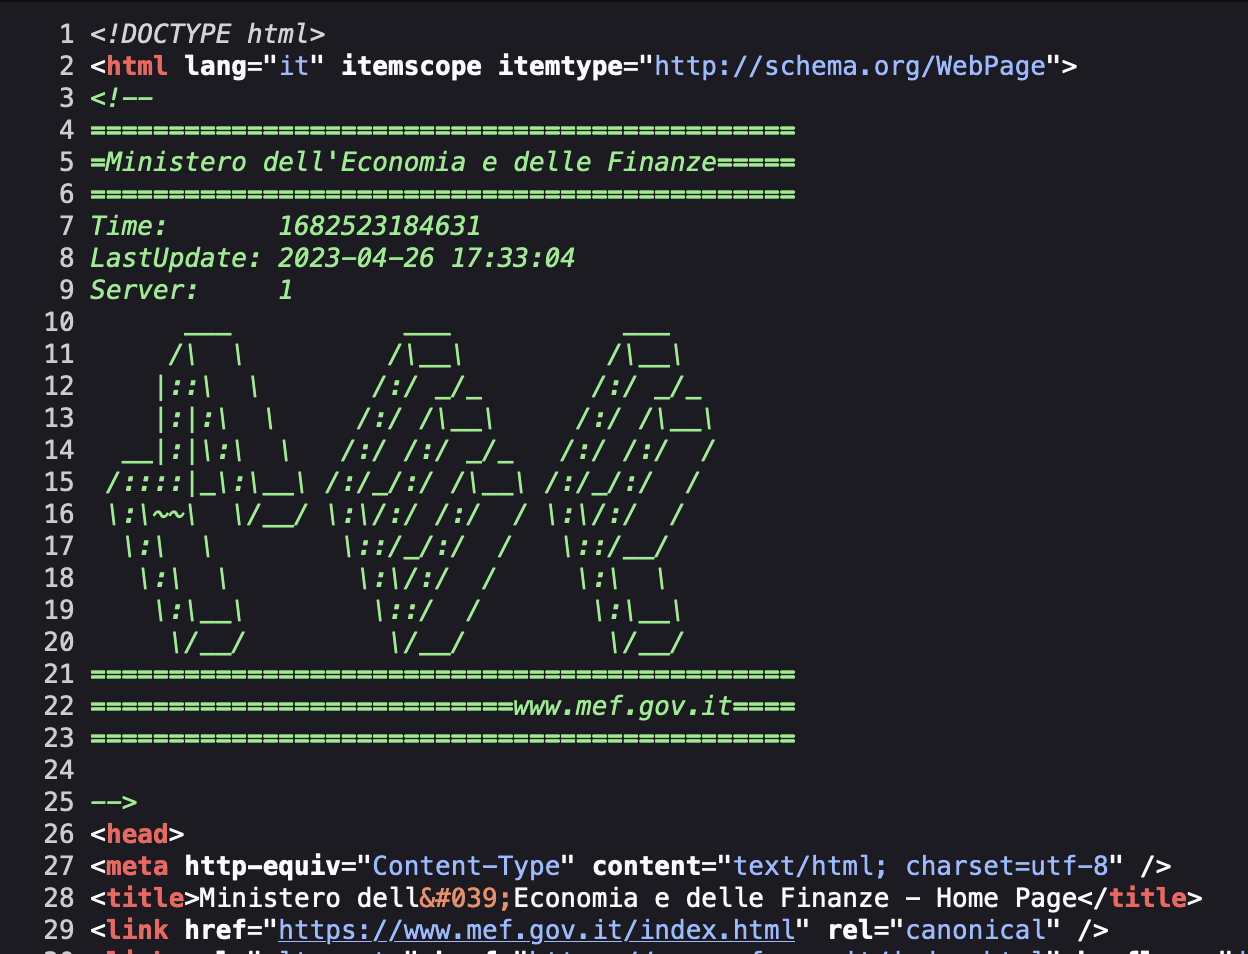 1 <!DOCTYPE html>
2 <html lang="it" itemscope itemtype="http://schema.org/WebPage">
3 <!--
4 =============================================
5 =Ministero dell'Economia e delle Finanze=====
6 =============================================
7 Time:       1682523184631
8 LastUpdate: 2023-04-26 17:33:04
9 Server:     1
10       ___           ___           ___
11      /\  \         /\__\         /\__\
12     |::\  \       /:/ _/_       /:/ _/_
13     |:|:\  \     /:/ /\__\     /:/ /\__\
14   __|:|\:\  \   /:/ /:/ _/_   /:/ /:/  /
15  /::::|_\:\__\ /:/_/:/ /\__\ /:/_/:/  /
16  \:\~~\  \/__/ \:\/:/ /:/  / \:\/:/  /
17   \:\  \        \::/_/:/  /   \::/__/
18    \:\  \        \:\/:/  /     \:\  \
19     \:\__\        \::/  /       \:\__\
20      \/__/         \/__/         \/__/
21 =============================================
22 ===========================www.mef.gov.it====
23 =============================================
24
25 -->
26 <head>
27 <meta http-equiv="Content-Type" content="text/html; charset=utf-8" />
28 <title>Ministero dell&#039;Economia e delle Finanze - Home Page</title>
29 <link href="https://www.mef.gov.it/index.html" rel="canonical" />